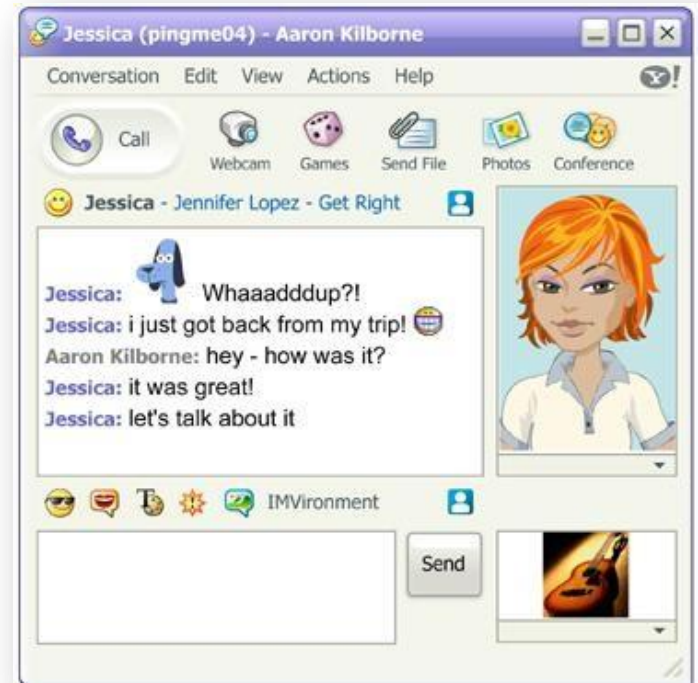 Jessica (pingme04) - Aaron Kilborne
Conversation Edit View Actions Help
Y!
Call
Webcam Games Send File Photos Conference
Jessica - Jennifer Lopez - Get Right
Jessica: Whaaadddup?!
Jessica: i just got back from my trip!
Aaron Kilborne: hey - how was it?
Jessica: it was great!
Jessica: let's talk about it
IMVironment
Send